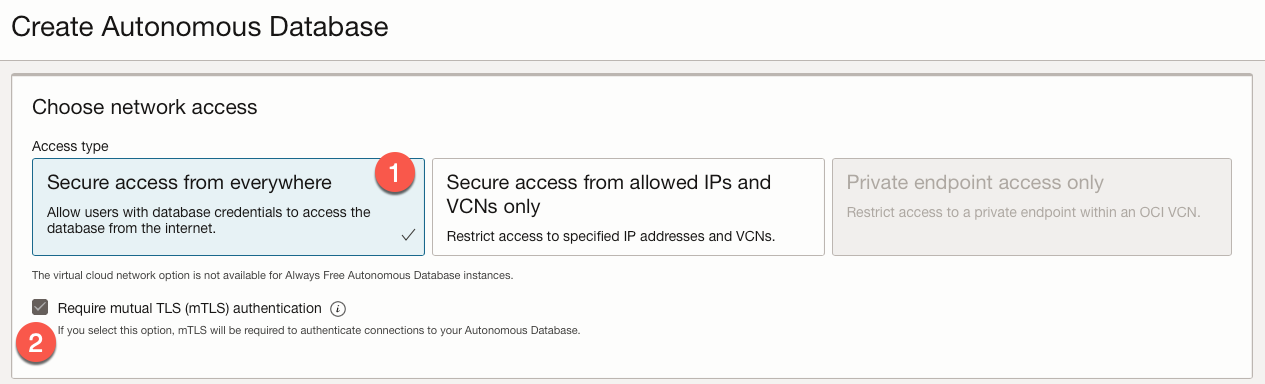 Create Autonomous Database
Choose network access
Access type
Secure access from everywhere
1
Allow users with database credentials to access the
database from the internet.
Secure access from allowed IPs and
VCNs only
Restrict access to specified IP addresses and VCNs.
Private endpoint access only
Restrict access to a private endpoint within an OCI VCN.
The virtual cloud network option is not available for Always Free Autonomous Database instances.
Require mutual TLS (mTLS) authentication i
2
If you select this option, mTLS will be required to authenticate connections to your Autonomous Database.